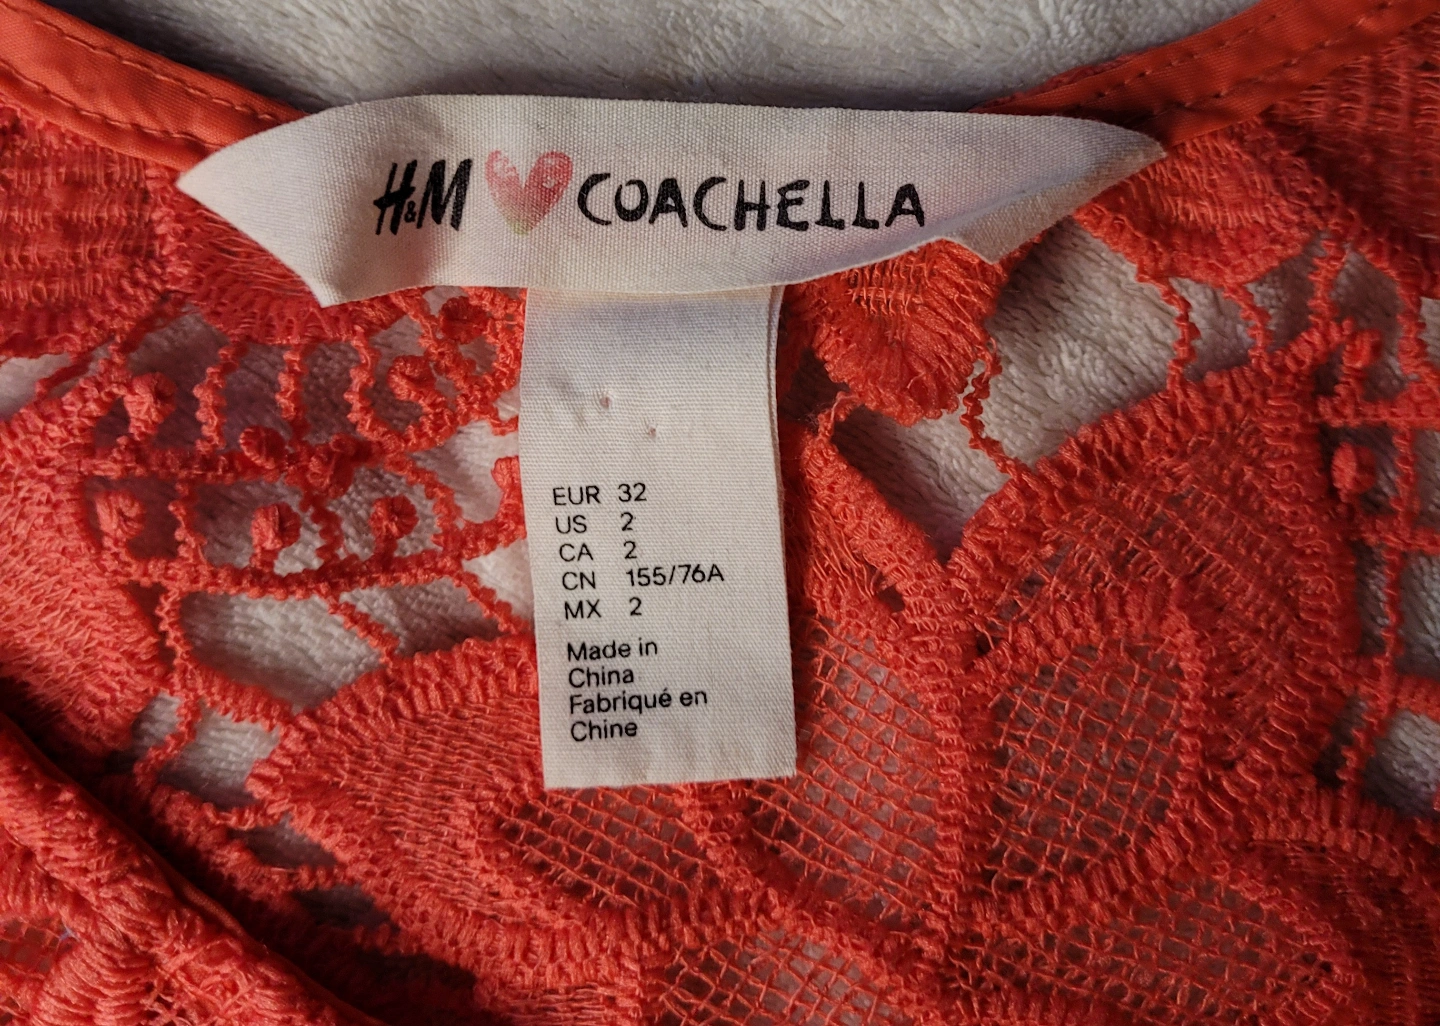 H&M COACHELLA
EUR 32
US 2
CA 2
CN 155/76A
MX 2
Made in
China
Fabriqué en
Chine